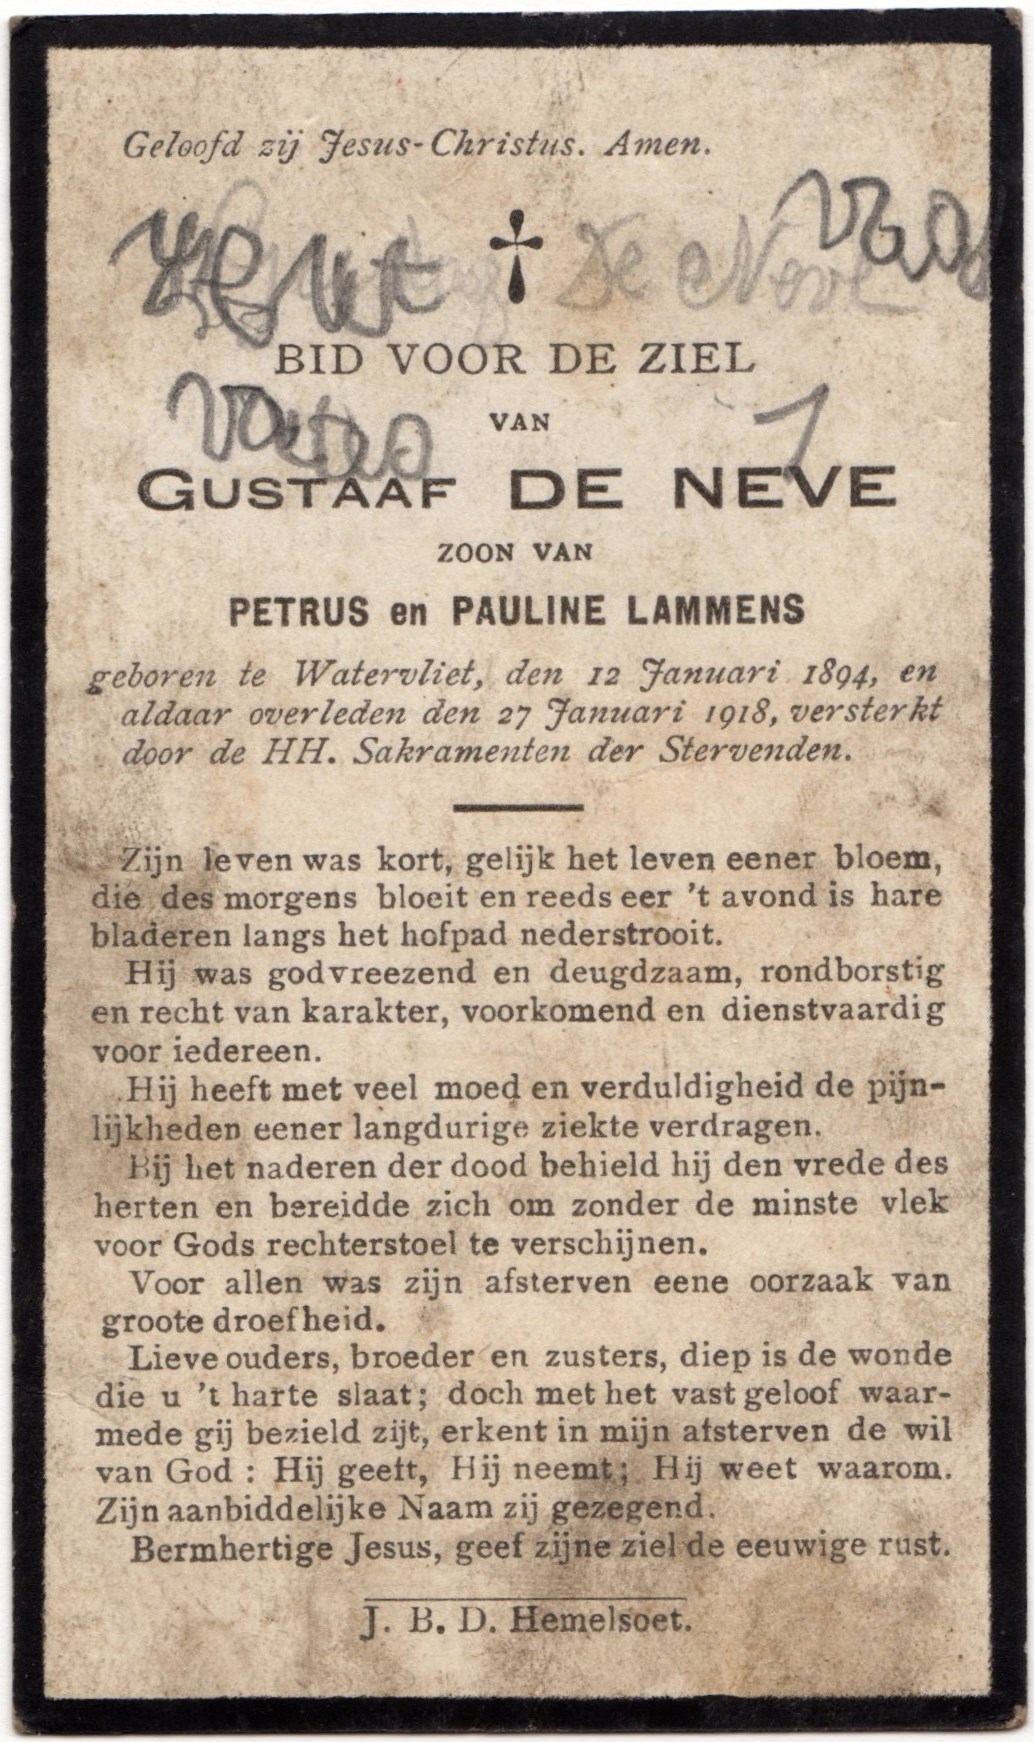 Geloofd zij Jesus-Christus. Amen.
De Neve
BID VOOR DE ZIEL
VAN
1
GUSTAAF DE NEVE
ZOON VAN
PETRUS en PAULINE LAMMENS
geboren te Watervliet, den 12 Januari 1894, en
aldaar overleden den 27 Januari 1918, versterkt
door de HH. Sakramenten der Stervenden.
Zijn leven was kort, gelijk het leven eener bloem,
die des morgens bloeit en reeds eer 't avond is hare
bladeren langs het hofpad nederstrooit.
Hij was godvreezend en deugdzaam, rondborstig
en recht van karakter, voorkomend en dienstvaardig
voor iedereen.
Hij heeft met veel moed en verduldigheid de pijn-
lijkheden eener langdurige ziekte verdragen.
Bij het naderen der dood behield hij den vrede des
herten en bereidde zich om zonder de minste vlek
voor Gods rechterstoel te verschijnen.
Voor allen was zijn afsterven eene oorzaak van
groote droefheid.
Lieve ouders, broeder en zusters, diep is de wonde
die u 't harte slaat; doch met het vast geloof waar-
mede gij bezield zijt, erkent in mijn afsterven de wil
van God : Hij geeft, Hij neemt; Hij weet waarom.
Zijn aanbiddelijke Naam zij gezegend.
Bermhertige Jesus, geef zijne ziel de eeuwige rust.
J. B. D. Hemelsoet.